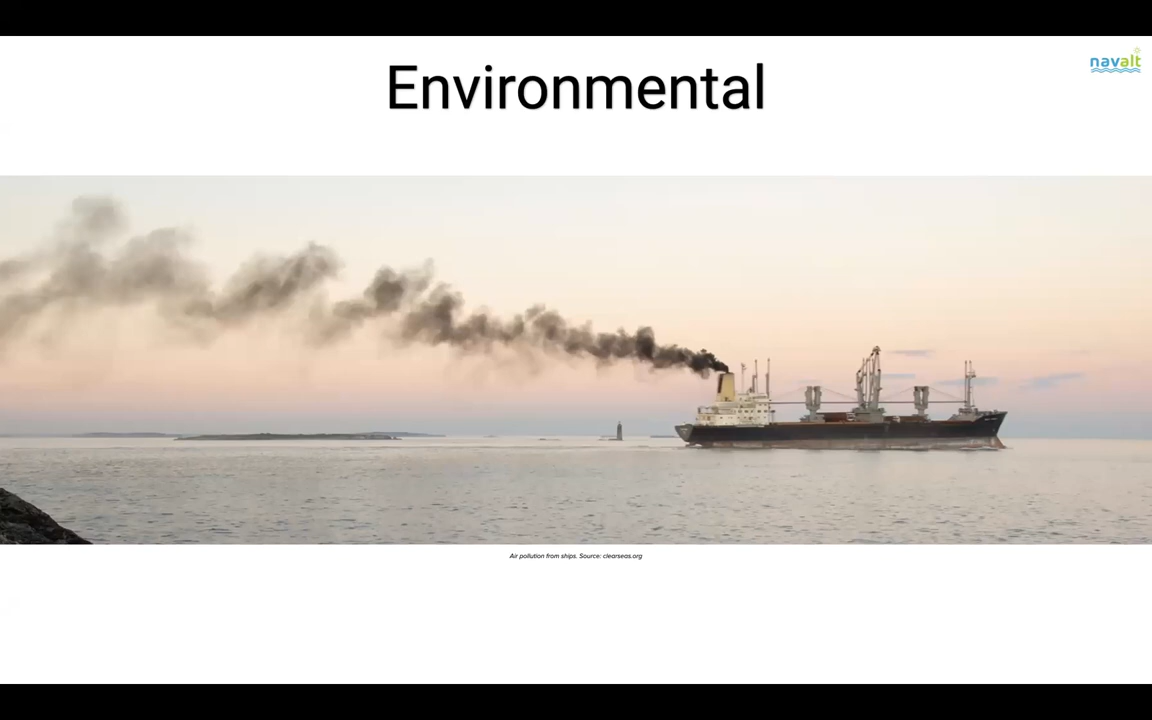 Environmental
navalt
Air pollution from ships. Source: clearseas.org